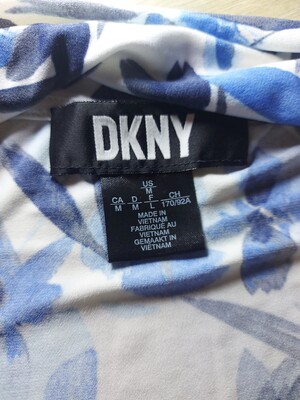 DKNY
US
M
CA D F CH
M M L 170/92A
MADE IN
VIETNAM
FABRIQUÉ AU
VIETNAM
GEMAAKT IN
VIETNAM